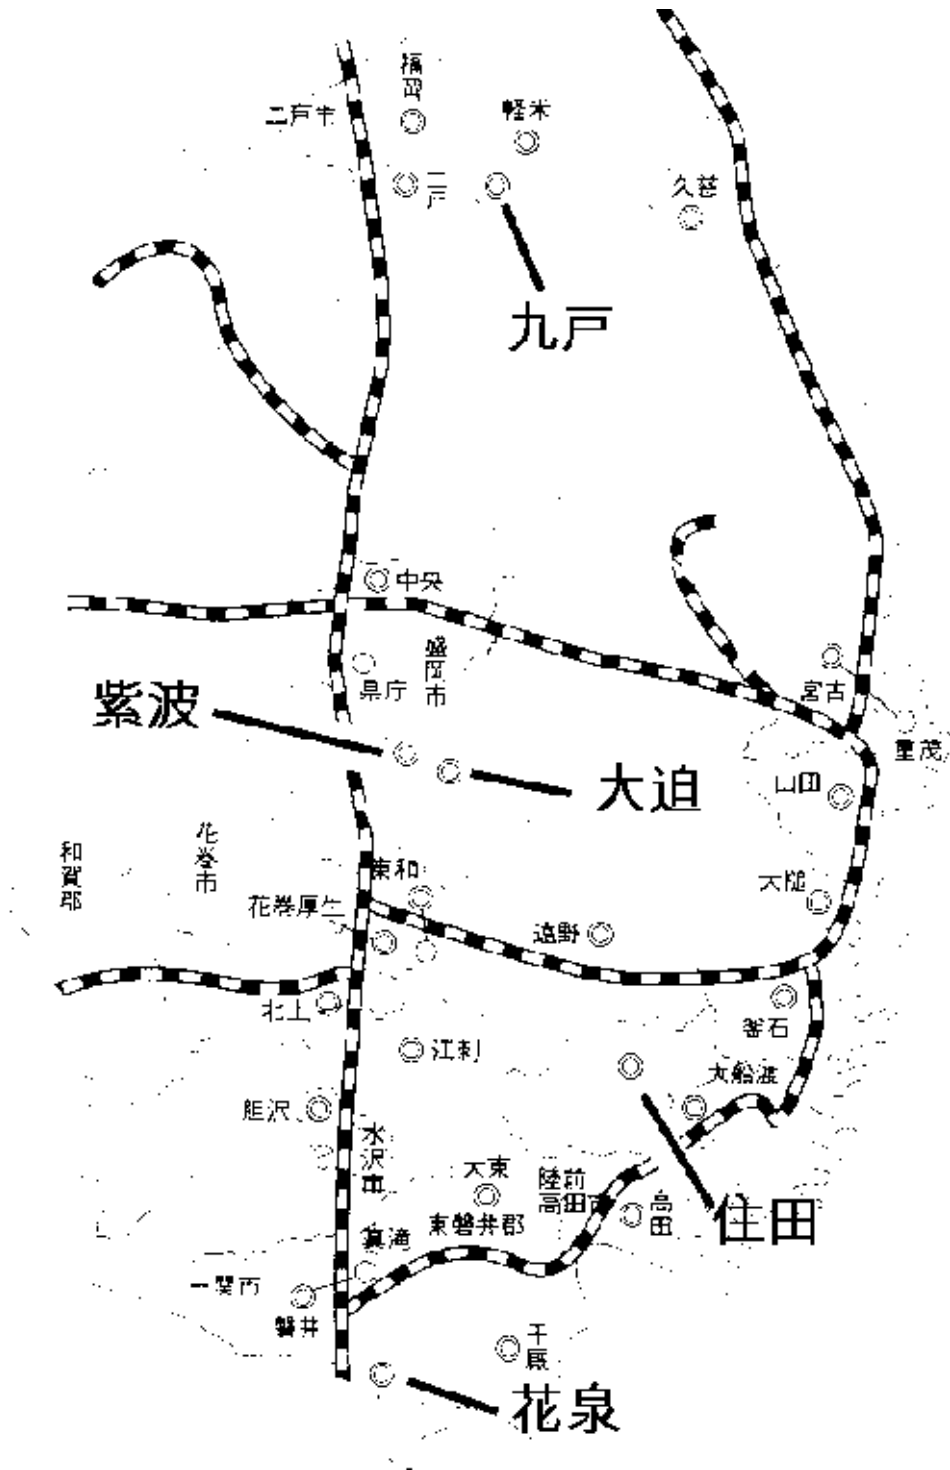 福岡
二戸市
軽米
二戸
久慈
九戸
中央
盛岡市
県庁
宮古
紫波
重茂
大迫
山田
花巻市
和賀郡
東和
大槌
花巻厚生
遠野
北上
釜石
江刺
大船渡
胆沢
水沢市
大東
陸前
高田市
高田
住田
東磐井郡
真滝
一関市
磐井
千厩
花泉